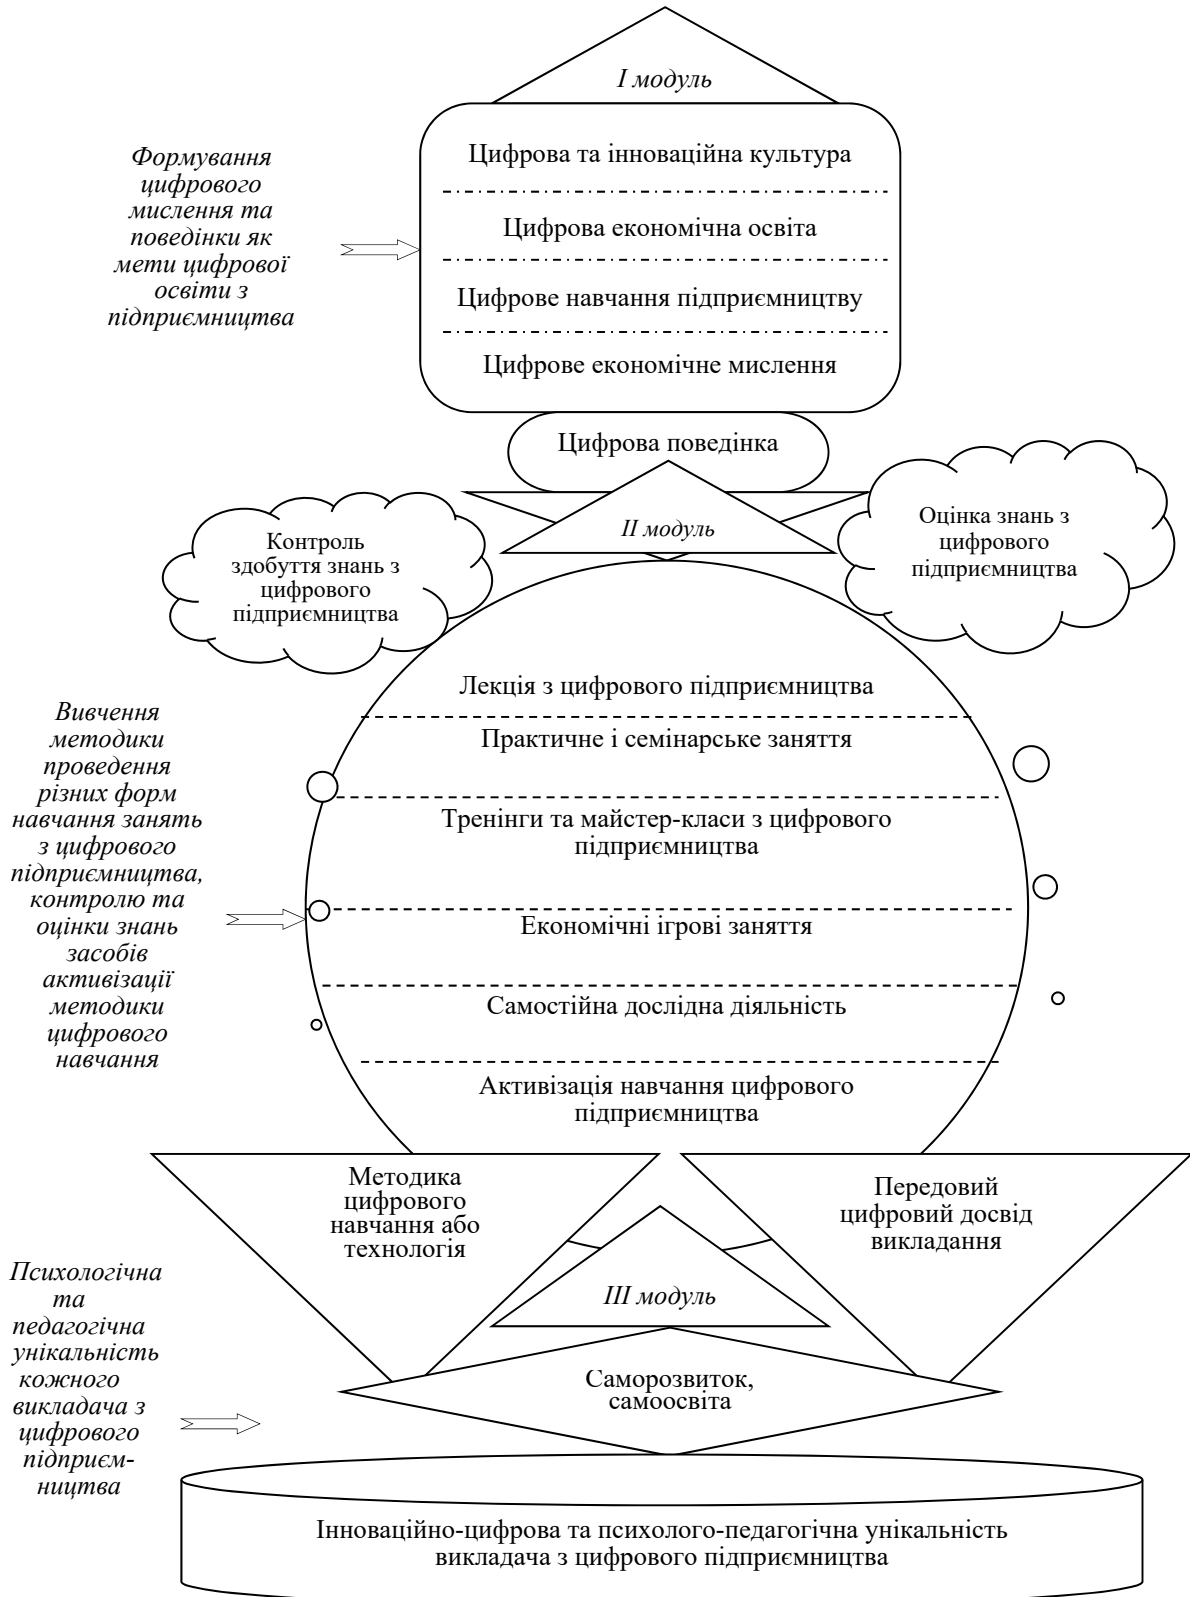 І модуль
Формування
цифрового
мислення та
поведінки як
мети цифрової
освіти з
підприємництва
Цифрова та інноваційна культура
Цифрова економічна освіта
Цифрове навчання підприємництву
Цифрове економічне мислення
Цифрова поведінка
ІІ модуль
Контроль
здобуття знань з
цифрового
підприємництва
Оцінка знань з
цифрового
підприємництва
Вивчення
методики
проведення
різних форм
навчання занять
з цифрового
підприємництва,
контролю та
оцінки знань
засобів
активізації
методики
цифрового
навчання
Лекція з цифрового підприємництва
Практичне і семінарське заняття
Тренінги та майстер-класи з цифрового
підприємництва
Економічні ігрові заняття
Самостійна дослідна діяльність
Активізація навчання цифрового
підприємництва
Методика
цифрового
навчання або
технологія
Передовий
цифровий досвід
викладання
ІІІ модуль
Психологічна
та
педагогічна
унікальність
кожного
викладача з
цифрового
підприєм-
ництва
Саморозвиток,
самоосвіта
Інноваційно-цифрова та психолого-педагогічна унікальність
викладача з цифрового підприємництва